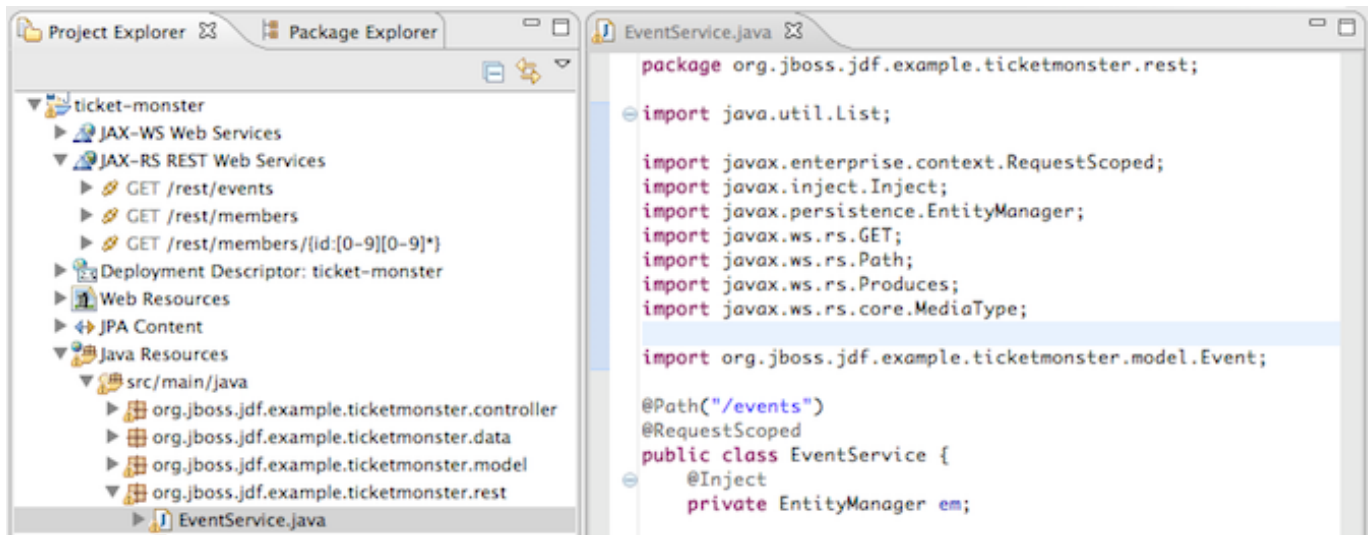 Project Explorer
Package Explorer
ticket-monster
JAX-WS Web Services
JAX-RS REST Web Services
GET /rest/events
GET /rest/members
GET /rest/members/{id:[0-9][0-9]*}
Deployment Descriptor: ticket-monster
Web Resources
JPA Content
Java Resources
src/main/java
org.jboss.jdf.example.ticketmonster.controller
org.jboss.jdf.example.ticketmonster.data
org.jboss.jdf.example.ticketmonster.model
org.jboss.jdf.example.ticketmonster.rest
EventService.java
EventService.java
package org.jboss.jdf.example.ticketmonster.rest;
import java.util.List;
import javax.enterprise.context.RequestScoped;
import javax.inject.Inject;
import javax.persistence.EntityManager;
import javax.ws.rs.GET;
import javax.ws.rs.Path;
import javax.ws.rs.Produces;
import javax.ws.rs.core.MediaType;
import org.jboss.jdf.example.ticketmonster.model.Event;
@Path("/events")
@RequestScoped
public class EventService {
@Inject
private EntityManager em;